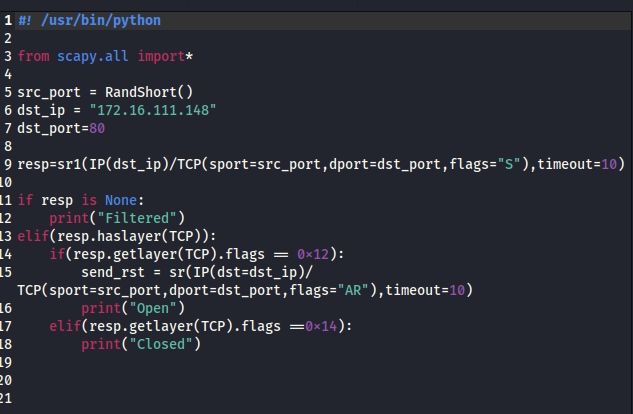 1 #! /usr/bin/python
2
3 from scapy.all import*
4
5 src_port = RandShort()
6 dst_ip = "172.16.111.148"
7 dst_port=80
8
9 resp=sr1(IP(dst_ip)/TCP(sport=src_port,dport=dst_port,flags="S"),timeout=10)
10
11 if resp is None:
12     print("Filtered")
13 elif(resp.haslayer(TCP)):
14     if(resp.getlayer(TCP).flags == 0x12):
15         send_rst = sr(IP(dst=dst_ip)/
TCP(sport=src_port,dport=dst_port,flags="AR"),timeout=10)
16         print("Open")
17     elif(resp.getlayer(TCP).flags ==0x14):
18         print("Closed")
19
20
21